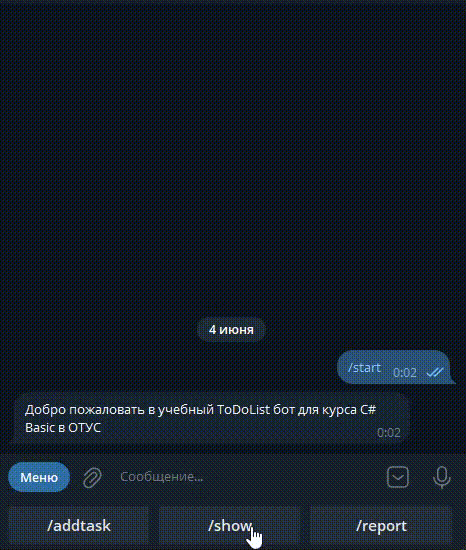 4 июня
/start 0:02
Добро пожаловать в учебный ToDoList бот для курса C#
Basic в ОТУС
0:02
Меню Сообщение...
/addtask /show /report